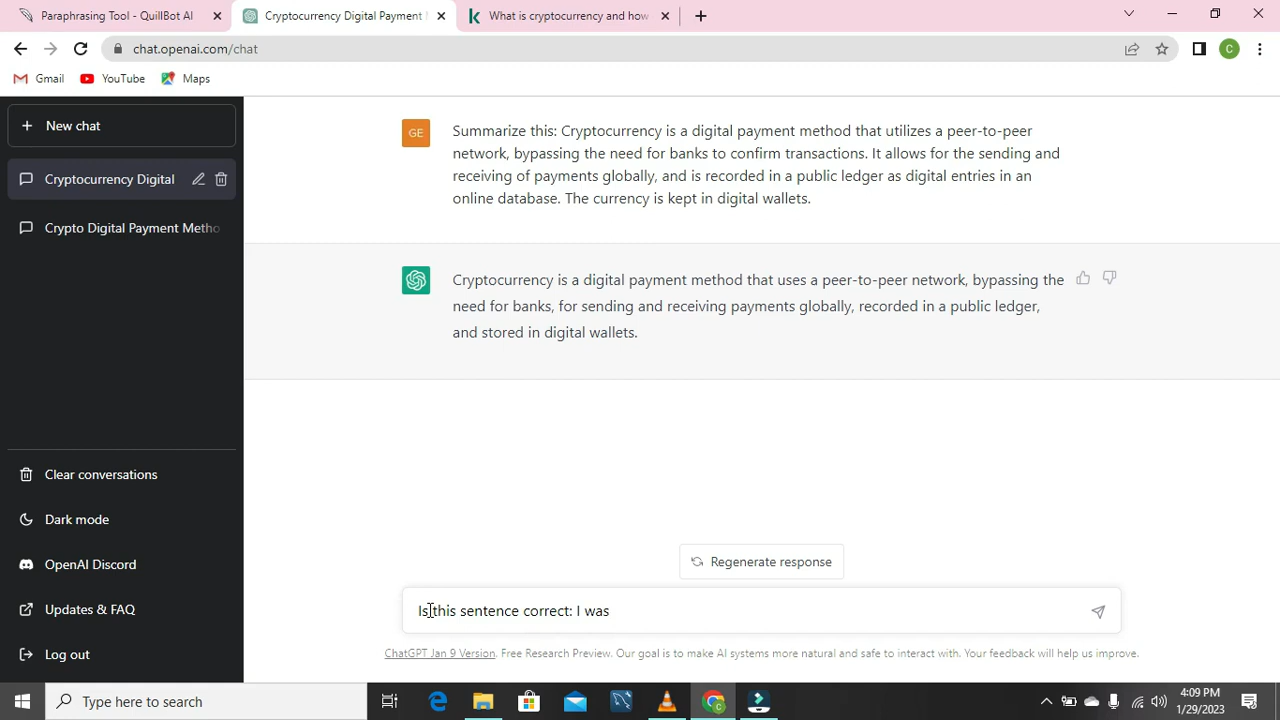 Paraphrasing Tool - QuillBot AI
Cryptocurrency Digital Payment
What is cryptocurrency and how
chat.openai.com/chat
C
Gmail
YouTube
Maps
New chat
Cryptocurrency Digital
Crypto Digital Payment Metho
Clear conversations
Dark mode
OpenAI Discord
Updates & FAQ
Log out
GE
Summarize this: Cryptocurrency is a digital payment method that utilizes a peer-to-peer
network, bypassing the need for banks to confirm transactions. It allows for the sending and
receiving of payments globally, and is recorded in a public ledger as digital entries in an
online database. The currency is kept in digital wallets.
Cryptocurrency is a digital payment method that uses a peer-to-peer network, bypassing the
need for banks, for sending and receiving payments globally, recorded in a public ledger,
and stored in digital wallets.
Regenerate response
Is this sentence correct: I was
ChatGPT Jan 9 Version. Free Research Preview. Our goal is to make AI systems more natural and safe to interact with. Your feedback will help us improve.
Type here to search
4:09 PM
1/29/2023